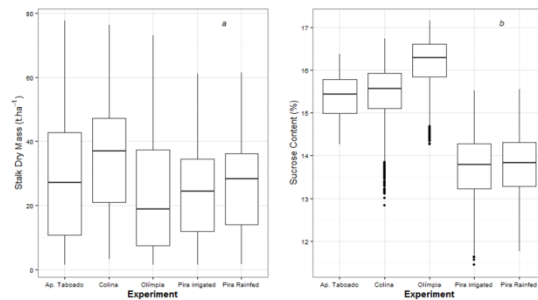 a
Stalk Dry Mass (t.ha⁻¹)
80
60
40
20
0
Ap. Taboado
Colina
Olímpia
Pira irrigated
Pira Rainfed
Experiment
b
Sucrose Content (%)
17
16
15
14
13
12
Ap. Taboado
Colina
Olímpia
Pira irrigated
Pira Rainfed
Experiment